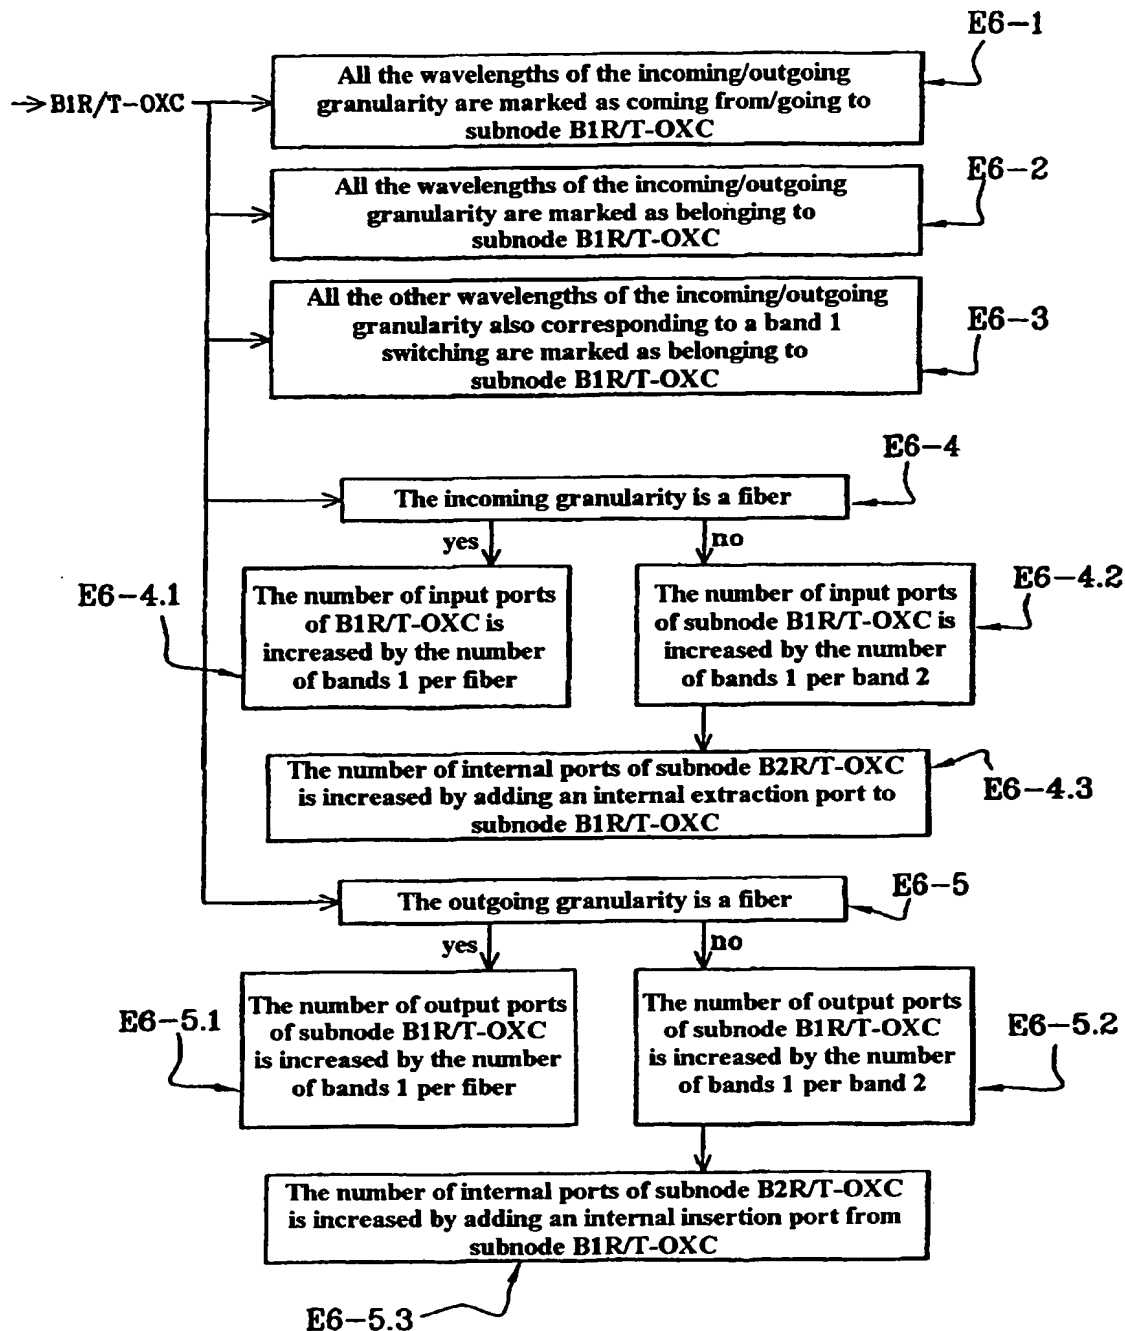 E6-1
All the wavelengths of the incoming/outgoing
granularity are marked as coming from/going to
subnode B1R/T-OXC
B1R/T-OXC
E6-2
All the wavelengths of the incoming/outgoing
granularity are marked as belonging to
subnode B1R/T-OXC
All the other wavelengths of the incoming/outgoing
granularity also corresponding to a band 1
switching are marked as belonging to
subnode B1R/T-OXC
E6-3
E6-4
The incoming granularity is a fiber
yes
no
E6-4.1
The number of input ports
of B1R/T-OXC is
increased by the number
of bands 1 per fiber
The number of input ports
of subnode B1R/T-OXC is
increased by the number
of bands 1 per band 2
E6-4.2
The number of internal ports of subnode B2R/T-OXC
is increased by adding an internal extraction port to
subnode B1R/T-OXC
E6-4.3
E6-5
The outgoing granularity is a fiber
yes
no
E6-5.1
The number of output ports
of subnode B1R/T-OXC
is increased by the number
of bands 1 per fiber
The number of output ports
of subnode B1R/T-OXC
is increased by the number
of bands 1 per band 2
E6-5.2
The number of internal ports of subnode B2R/T-OXC
is increased by adding an internal insertion port from
subnode B1R/T-OXC
E6-5.3